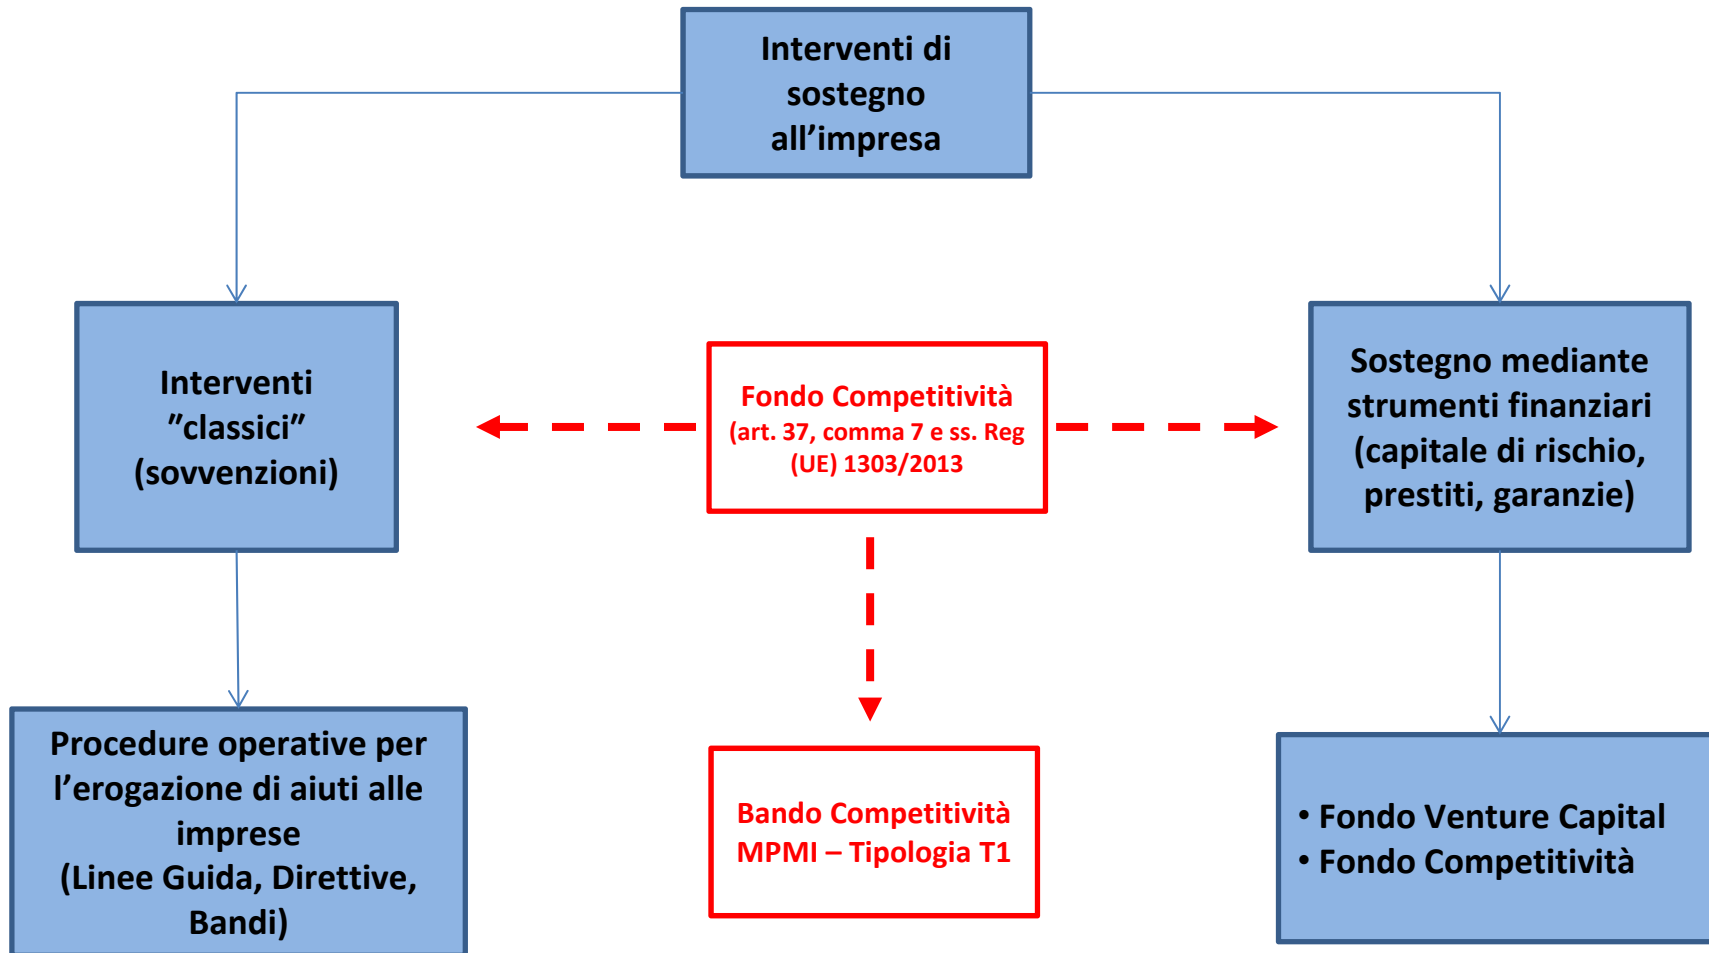 Interventi di
sostegno
all’impresa
Interventi
”classici”
(sovvenzioni)
Fondo Competitività
(art. 37, comma 7 e ss. Reg
(UE) 1303/2013
Sostegno mediante
strumenti finanziari
(capitale di rischio,
prestiti, garanzie)
Procedure operative per
l’erogazione di aiuti alle
imprese
(Linee Guida, Direttive,
Bandi)
Bando Competitività
MPMI – Tipologia T1
• Fondo Venture Capital
• Fondo Competitività